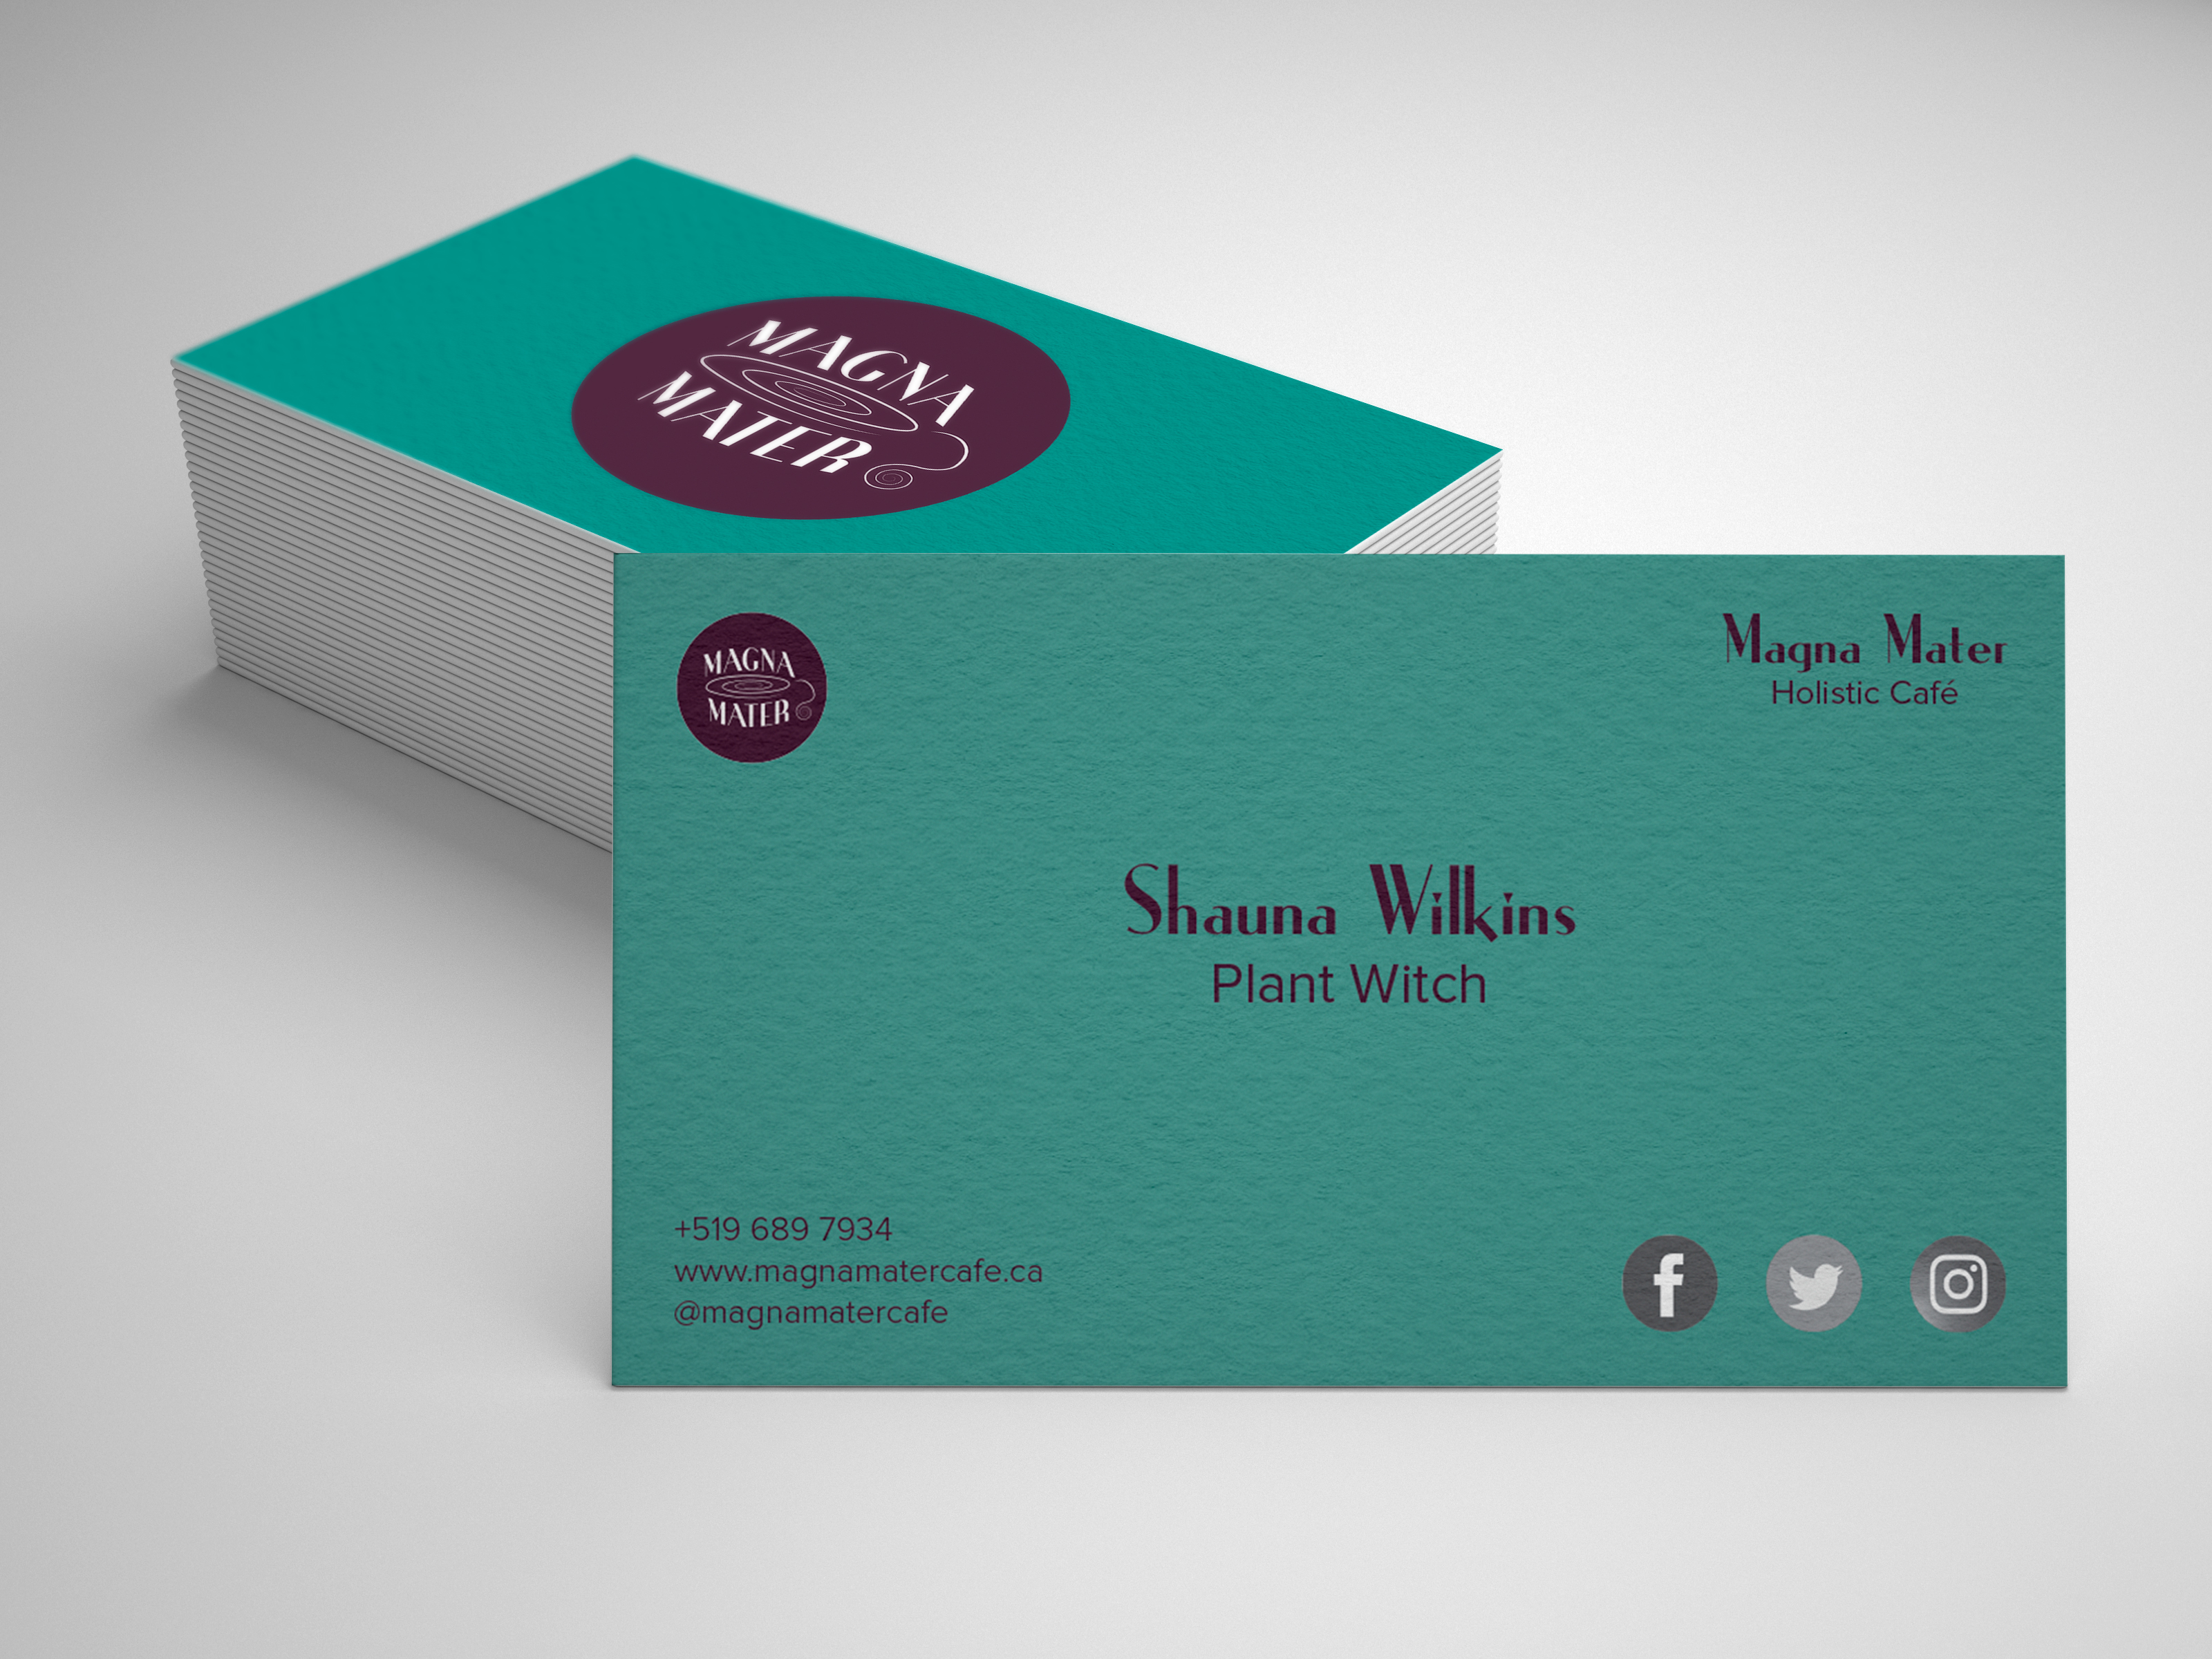 MAGNA
MATER
MAGNA
MATER
Magna Mater
Holistic Café
Shauna Wilkins
Plant Witch
+519 689 7934
www.magnamatercafe.ca
@magnamatercafe